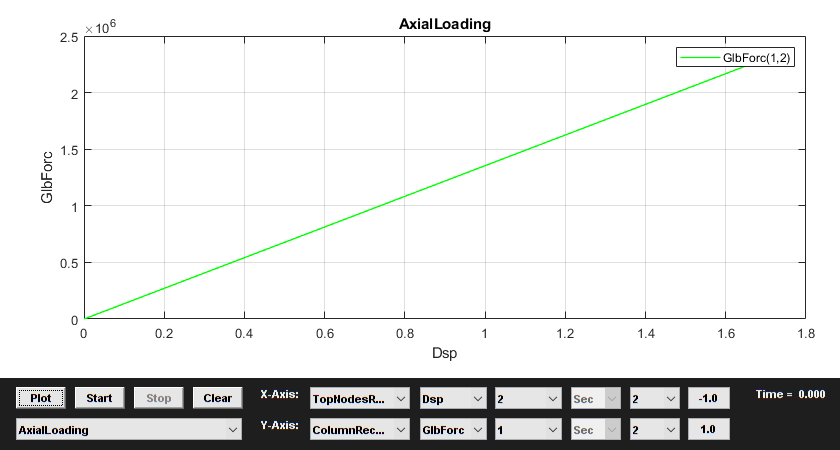 AxialLoading
×10⁶
GlbForc(1,2)
2.5
2
1.5
1
0.5
0
GlbForc
0 0.2 0.4 0.6 0.8 1 1.2 1.4 1.6 1.8
Dsp
Plot Start Stop Clear X-Axis: TopNodesR... Dsp 2 Sec 2 -1.0 Time = 0.000
AxialLoading Y-Axis: ColumnRec... GlbForc 1 Sec 2 1.0